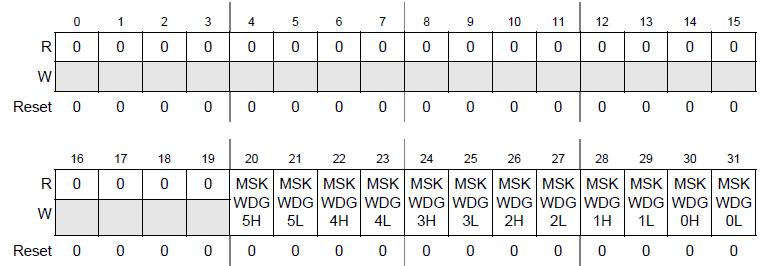 0 1 2 3 4 5 6 7 8 9 10 11 12 13 14 15
R 0 0 0 0 0 0 0 0 0 0 0 0 0 0 0 0
W
Reset 0 0 0 0 0 0 0 0 0 0 0 0 0 0 0 0
16 17 18 19 20 21 22 23 24 25 26 27 28 29 30 31
R 0 0 0 0 MSK MSK MSK MSK MSK MSK MSK MSK MSK MSK MSK MSK
W WDG WDG WDG WDG WDG WDG WDG WDG WDG WDG WDG WDG
5H 5L 4H 4L 3H 3L 2H 2L 1H 1L 0H 0L
Reset 0 0 0 0 0 0 0 0 0 0 0 0 0 0 0 0